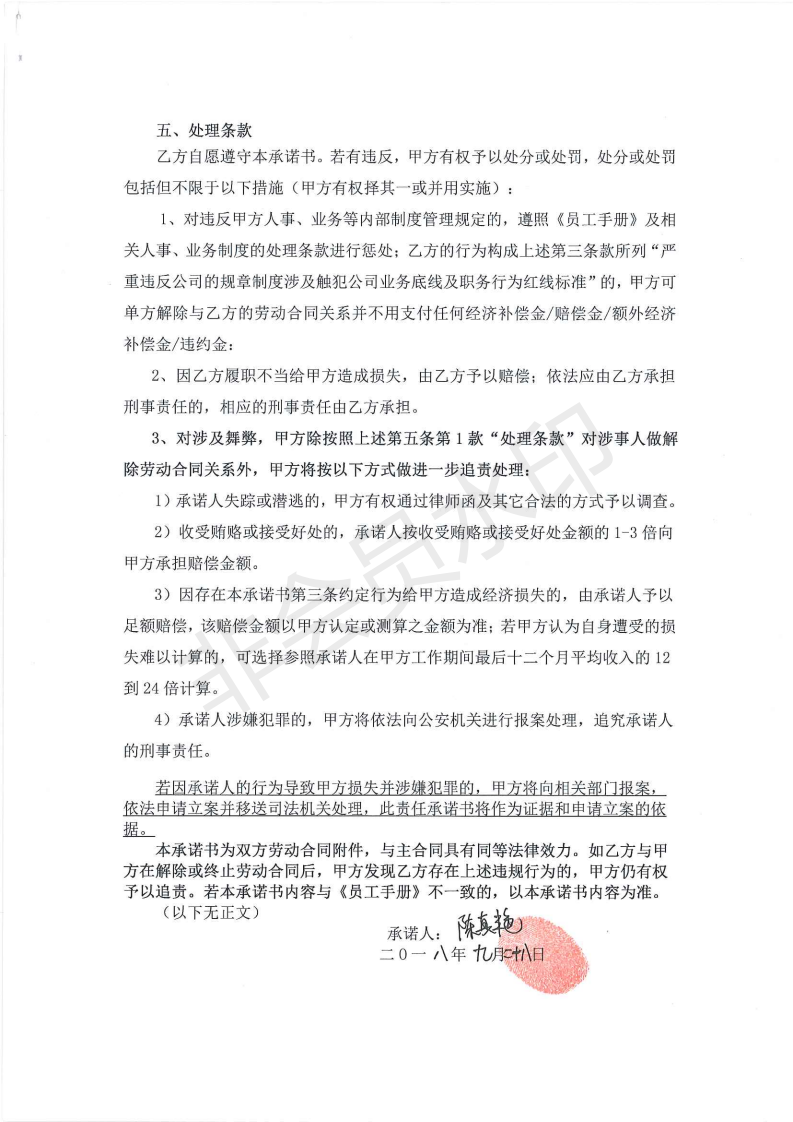 五、处理条款
乙方自愿遵守本承诺书。若有违反，甲方有权予以处分或处罚，处分或处罚
包括但不限于以下措施（甲方有权择其一或并用实施）：
1、对违反甲方人事、业务等内部制度管理规定的，遵照《员工手册》及相
关人事、业务制度的处理条款进行惩处；乙方的行为构成上述第三条款所列“严
重违反公司的规章制度涉及触犯公司业务底线及职务行为红线标准”的，甲方可
单方解除与乙方的劳动合同关系并不用支付任何经济补偿金/赔偿金/额外经济
补偿金/违约金：
2、因乙方履职不当给甲方造成损失，由乙方予以赔偿；依法应由乙方承担
刑事责任的，相应的刑事责任由乙方承担。
3、对涉及舞弊，甲方除按照上述第五条第1款“处理条款”对涉事人做解
除劳动合同关系外，甲方将按以下方式做进一步追责处理：
1）承诺人失踪或潜逃的，甲方有权通过律师函及其它合法的方式予以调查。
2）收受贿赂或接受好处的，承诺人按收受贿赂或接受好处金额的1-3倍向
甲方承担赔偿金额。
3）因存在本承诺书第三条约定行为给甲方造成经济损失的，由承诺人予以
足额赔偿，该赔偿金额以甲方认定或测算之金额为准；若甲方认为自身遭受的损
失难以计算的，可选择参照承诺人在甲方工作期间最后十二个月平均收入的12
到24倍计算。
4）承诺人涉嫌犯罪的，甲方将依法向公安机关进行报案处理，追究承诺人
的刑事责任。
若因承诺人的行为导致甲方损失并涉嫌犯罪的，甲方将向相关部门报案，
依法申请立案并移送司法机关处理，此责任承诺书将作为证据和申请立案的依
据。
本承诺书为双方劳动合同附件，与主合同具有同等法律效力。如乙方与甲
方在解除或终止劳动合同后，甲方发现乙方存在上述违规行为的，甲方仍有权
予以追责。若本承诺书内容与《员工手册》不一致的，以本承诺书内容为准。
（以下无正文）
承诺人：陈真艳
二〇一八年九月二十八日
非会员水印